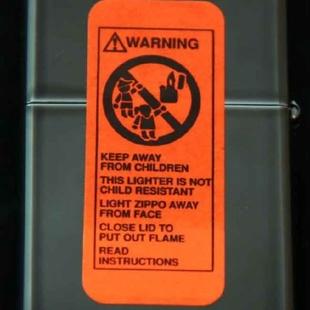 WARNING
KEEP AWAY
FROM CHILDREN
THIS LIGHTER IS NOT
CHILD RESISTANT
LIGHT ZIPPO AWAY
FROM FACE
CLOSE LID TO
PUT OUT FLAME
READ
INSTRUCTIONS